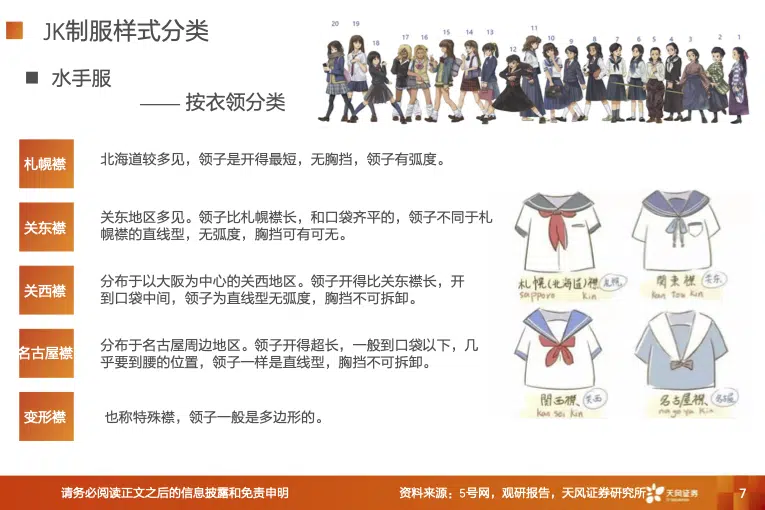 JK制服样式分类
水手服
—— 按衣领分类
20 19 18 17 16 15 14 13 12 11 10 9 8 7 6 5 4 3 2 1
札幌襟
北海道较多见，领子是开得最短，无胸挡，领子有弧度。
关东襟
关东地区多见。领子比札幌襟长，和口袋齐平的，领子不同于札
幌襟的直线型，无弧度，胸挡可有可无。
关西襟
分布于以大阪为中心的关西地区。领子开得比关东襟长，开
到口袋中间，领子为直线型无弧度，胸挡不可拆卸。
名古屋襟
分布于名古屋周边地区。领子开得超长，一般到口袋以下，几
乎要到腰的位置，领子一样是直线型，胸挡不可拆卸。
变形襟
也称特殊襟，领子一般是多边形的。
札幌(北海道)襟
sapporo kin
関東襟 关东
kan tou kin
関西襟 关西
kan sei kin
名古屋襟 名古屋
na go ya kin
请务必阅读正文之后的信息披露和免责申明
资料来源：5号网，观研报告，天风证券研究所
天风证券
7